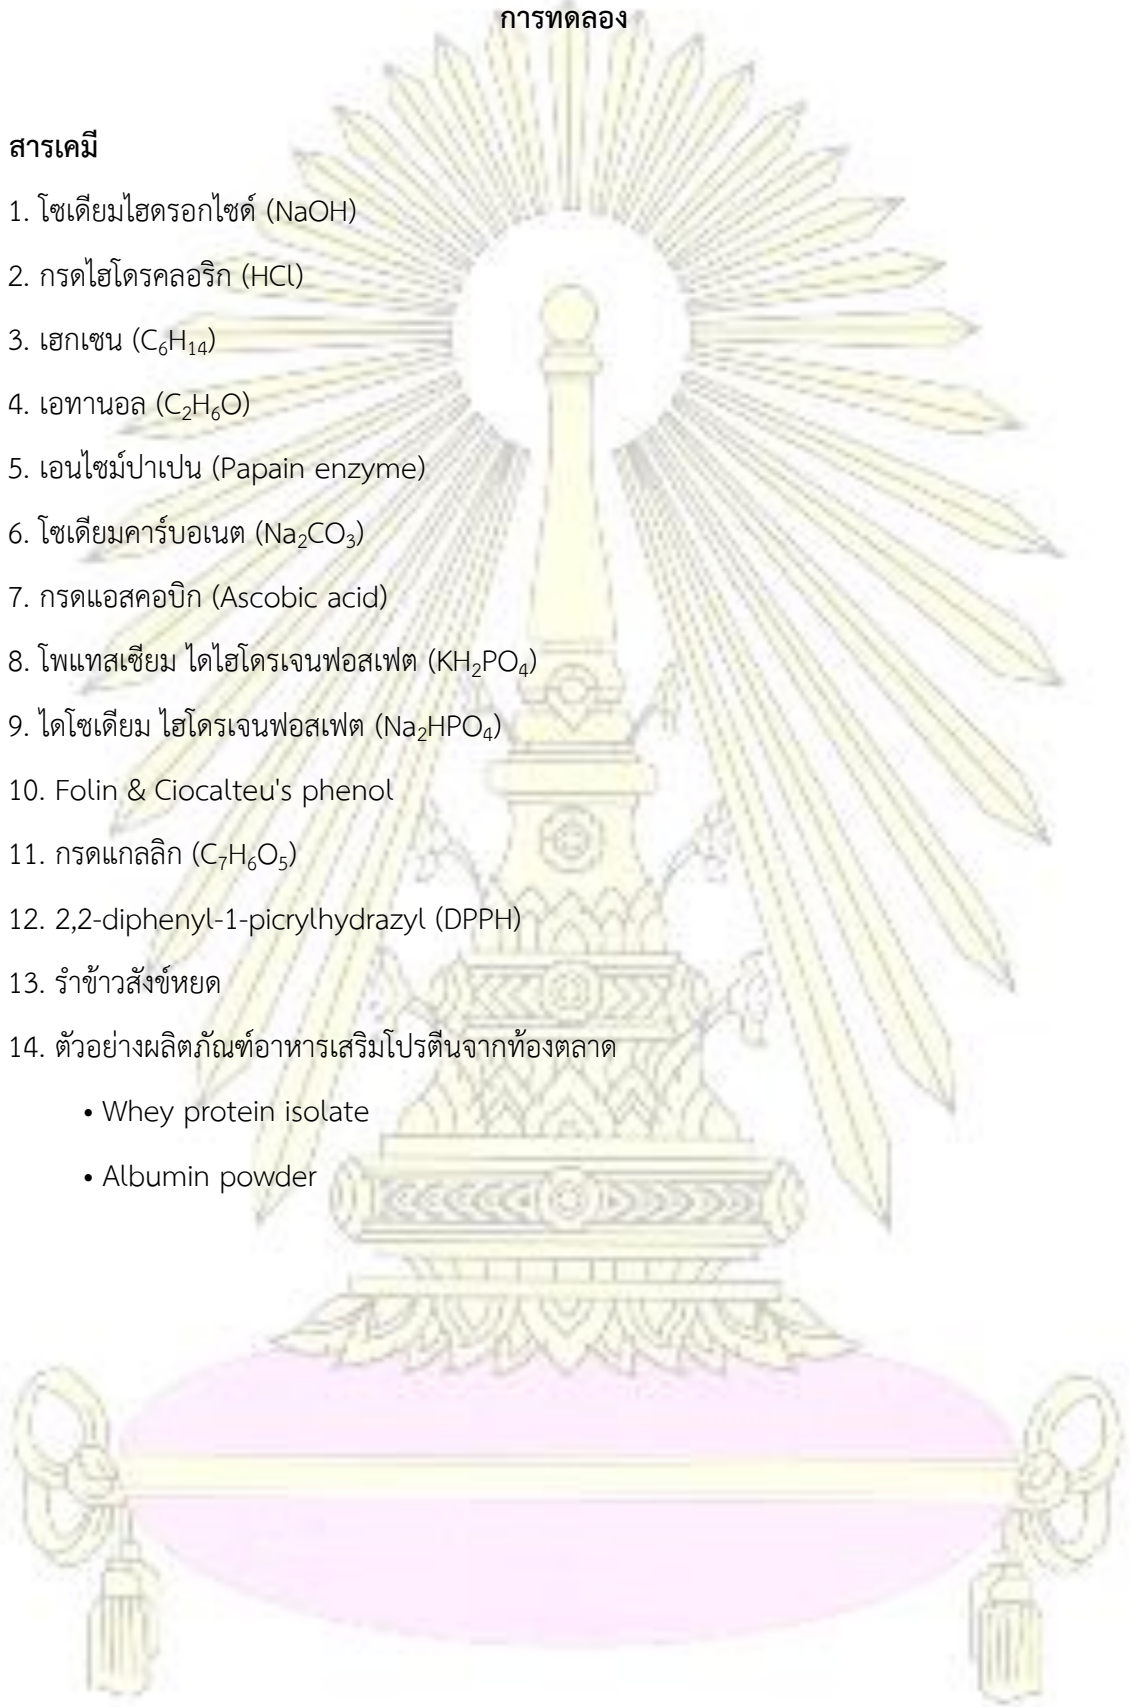 การทดลอง
สารเคมี
1. โซเดียมไฮดรอกไซด์ (NaOH)
2. กรดไฮโดรคลอริก (HCl)
3. เฮกเซน (C₆H₁₄)
4. เอทานอล (C₂H₆O)
5. เอนไซม์ปาเปน (Papain enzyme)
6. โซเดียมคาร์บอเนต (Na₂CO₃)
7. กรดแอสคอบิก (Ascobic acid)
8. โพแทสเซียม ไดไฮโดรเจนฟอสเฟต (KH₂PO₄)
9. ไดโซเดียม ไฮโดรเจนฟอสเฟต (Na₂HPO₄)
10. Folin & Ciocalteu's phenol
11. กรดแกลลิก (C₇H₆O₅)
12. 2,2-diphenyl-1-picrylhydrazyl (DPPH)
13. รำข้าวสังข์หยด
14. ตัวอย่างผลิตภัณฑ์อาหารเสริมโปรตีนจากท้องตลาด
• Whey protein isolate
• Albumin powder